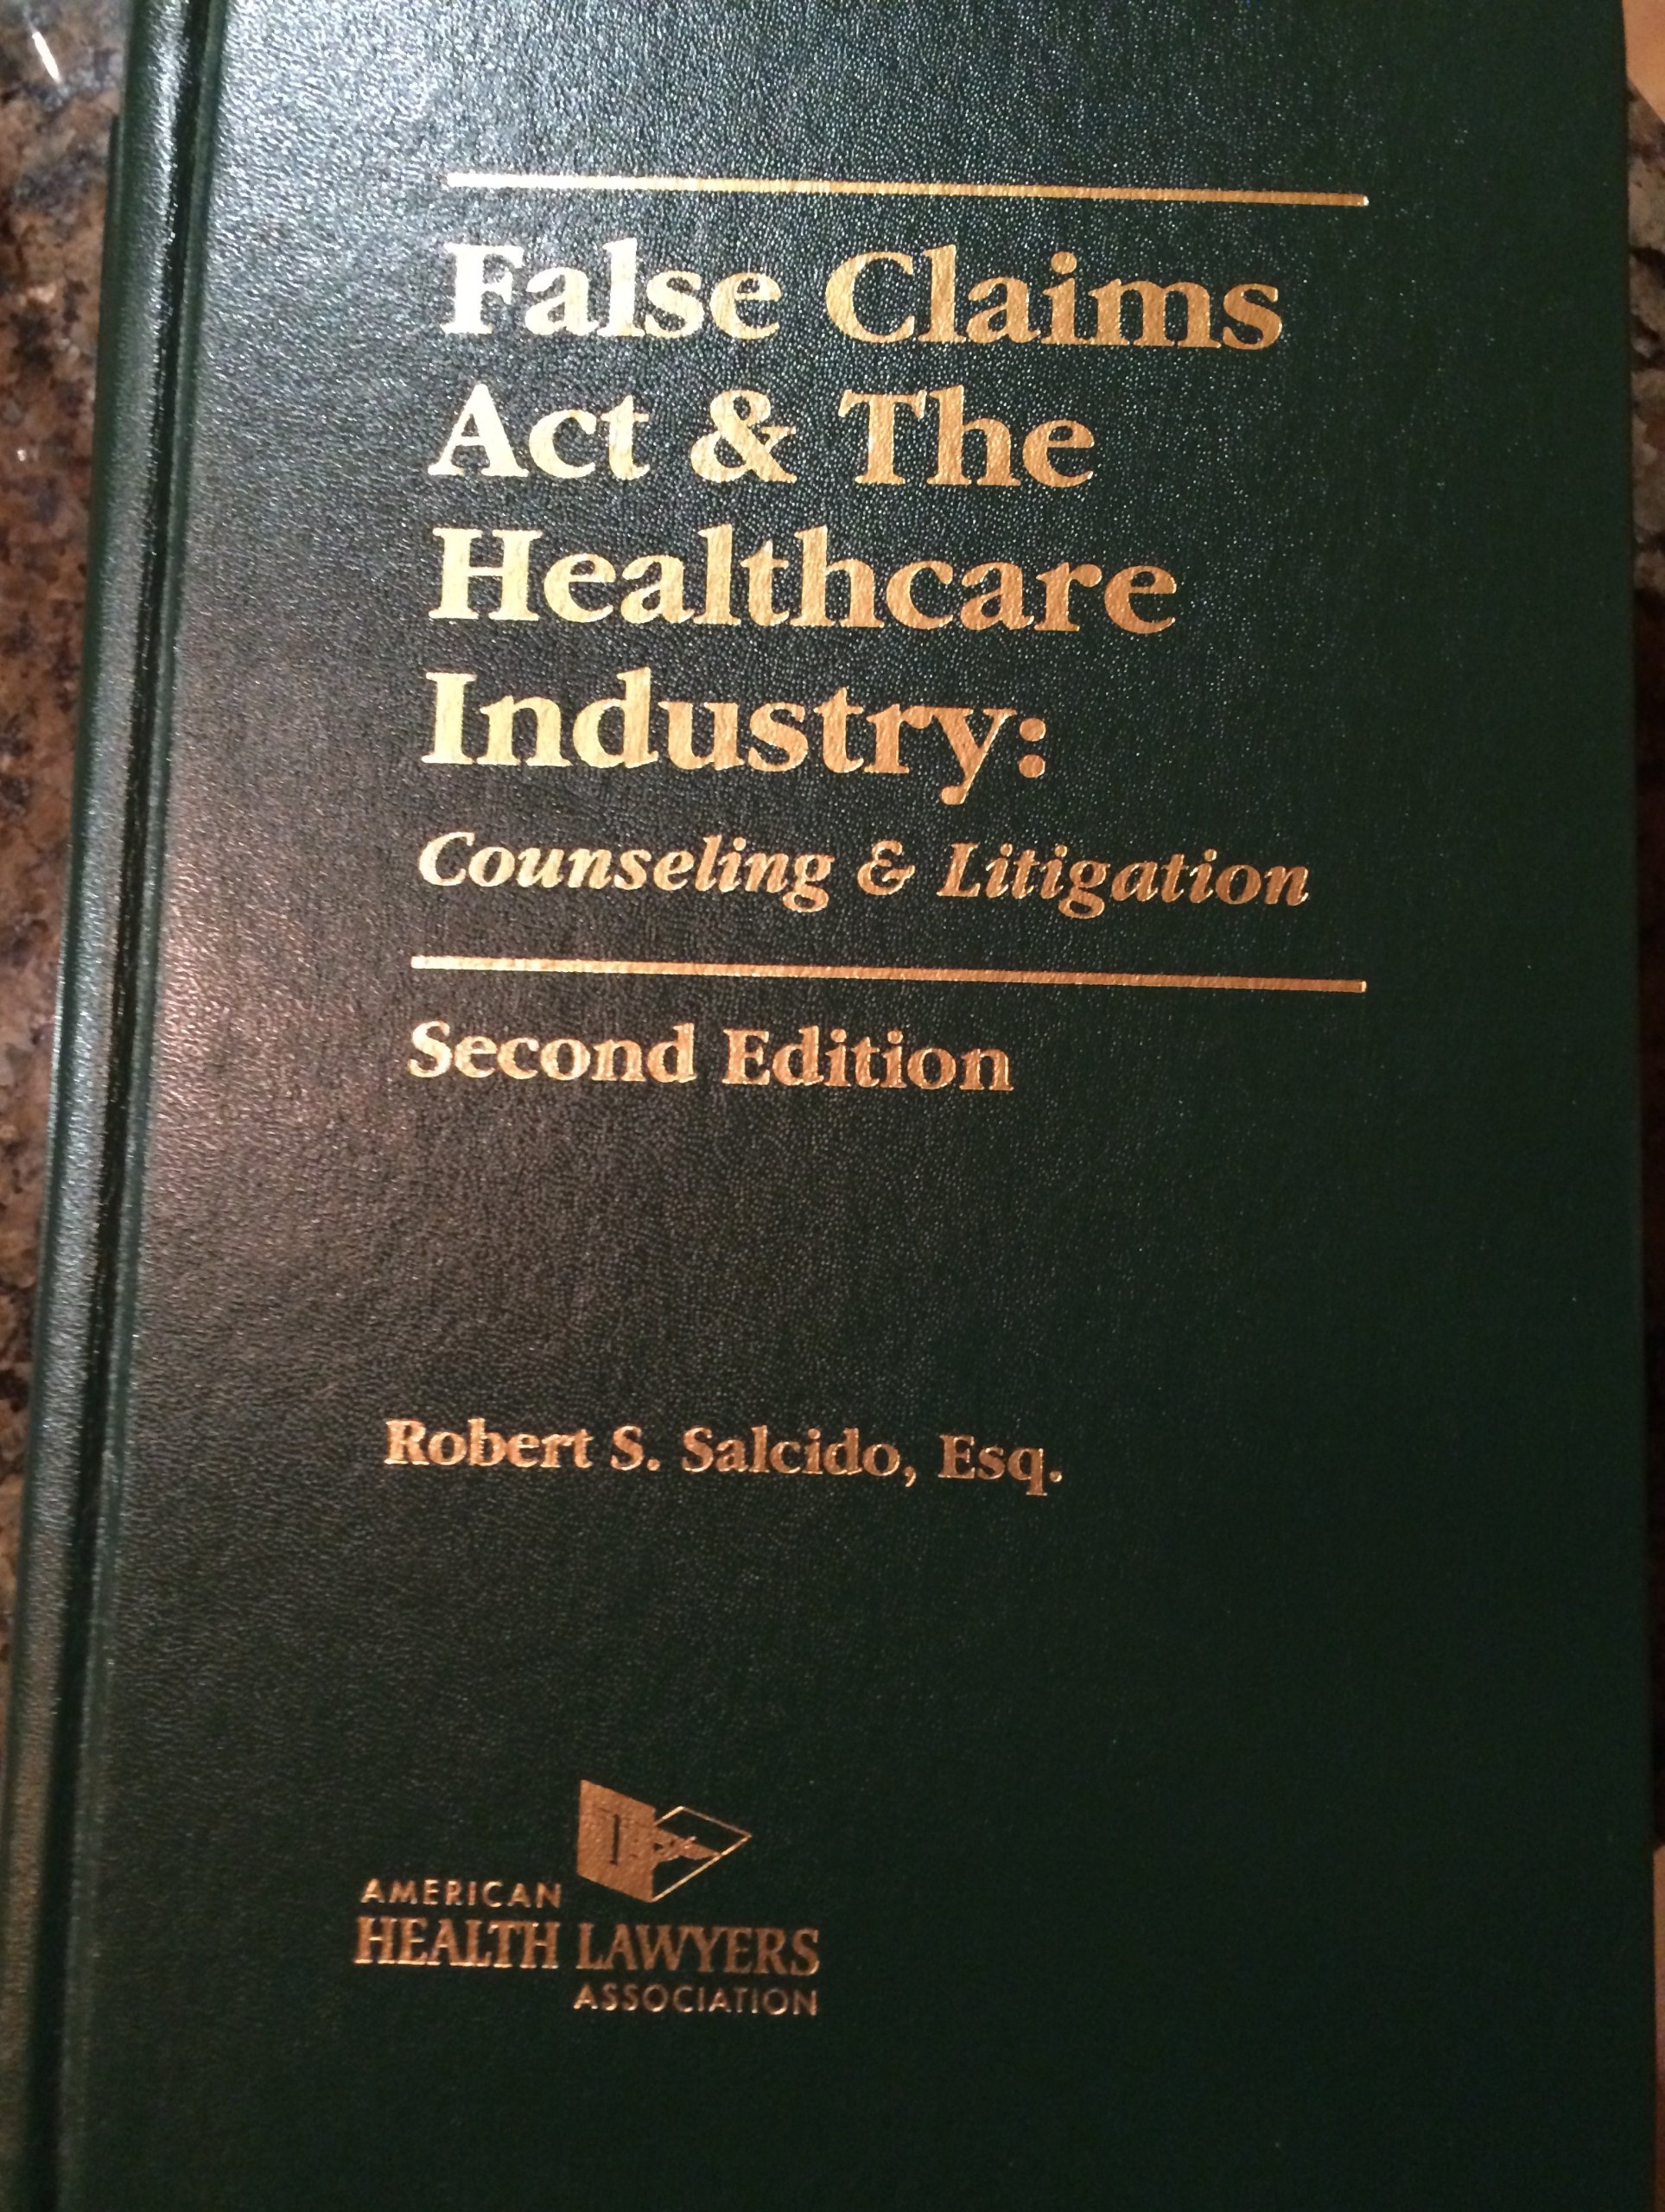 False Claims
Act & The
Healthcare
Industry:
Counseling & Litigation
Second Edition
Robert S. Salcido, Esq.
AMERICAN
HEALTH LAWYERS
ASSOCIATION